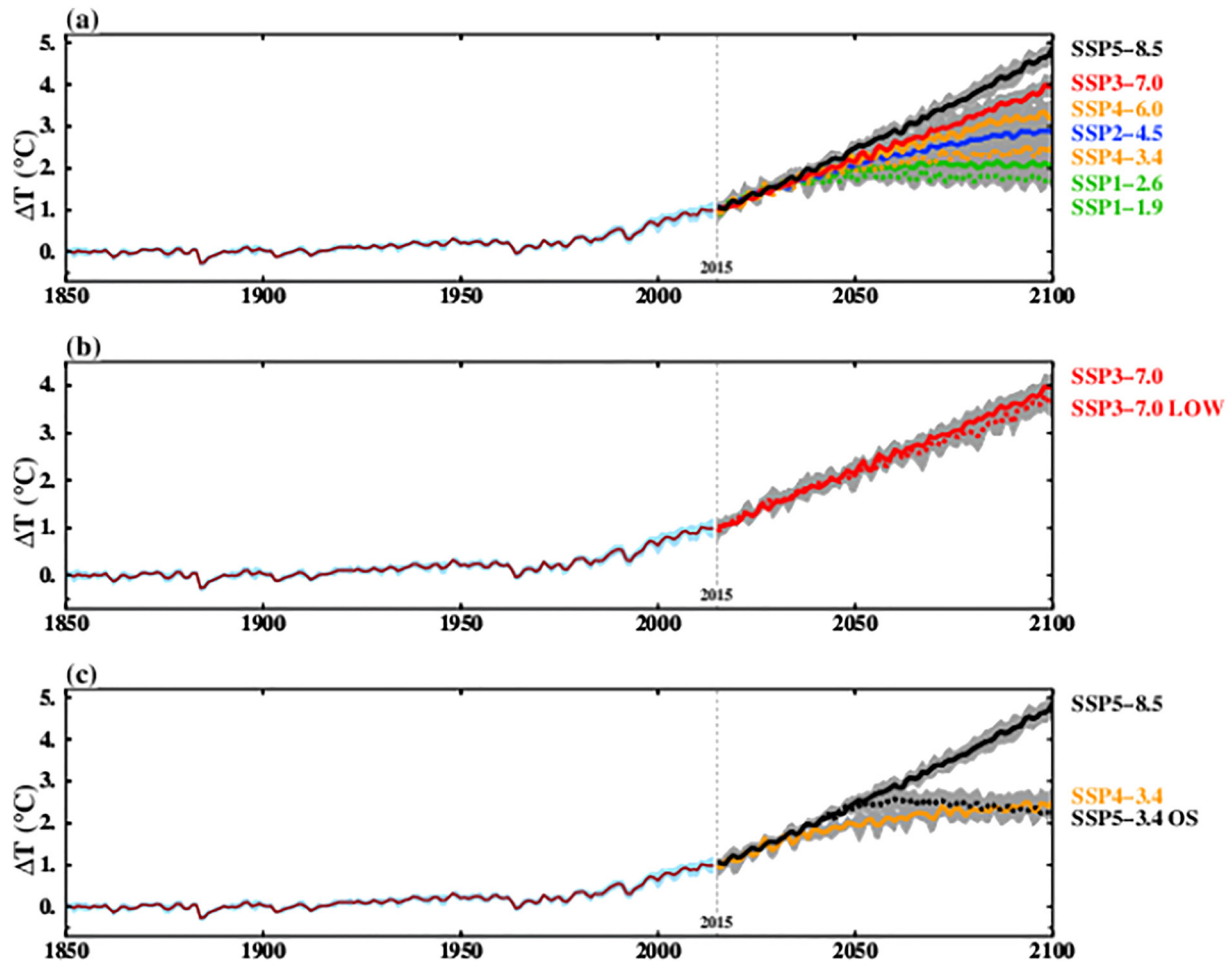 (a)
5.
4.
3.
2.
1.
0.
ΔT (°C)
2015
1850 1900 1950 2000 2050 2100
SSP5-8.5
SSP3-7.0
SSP4-6.0
SSP2-4.5
SSP4-3.4
SSP1-2.6
SSP1-1.9
(b)
4.
3.
2.
1.
0.
ΔT (°C)
2015
1850 1900 1950 2000 2050 2100
SSP3-7.0
SSP3-7.0 LOW
(c)
5.
4.
3.
2.
1.
0.
ΔT (°C)
2015
1850 1900 1950 2000 2050 2100
SSP5-8.5
SSP4-3.4
SSP5-3.4 OS